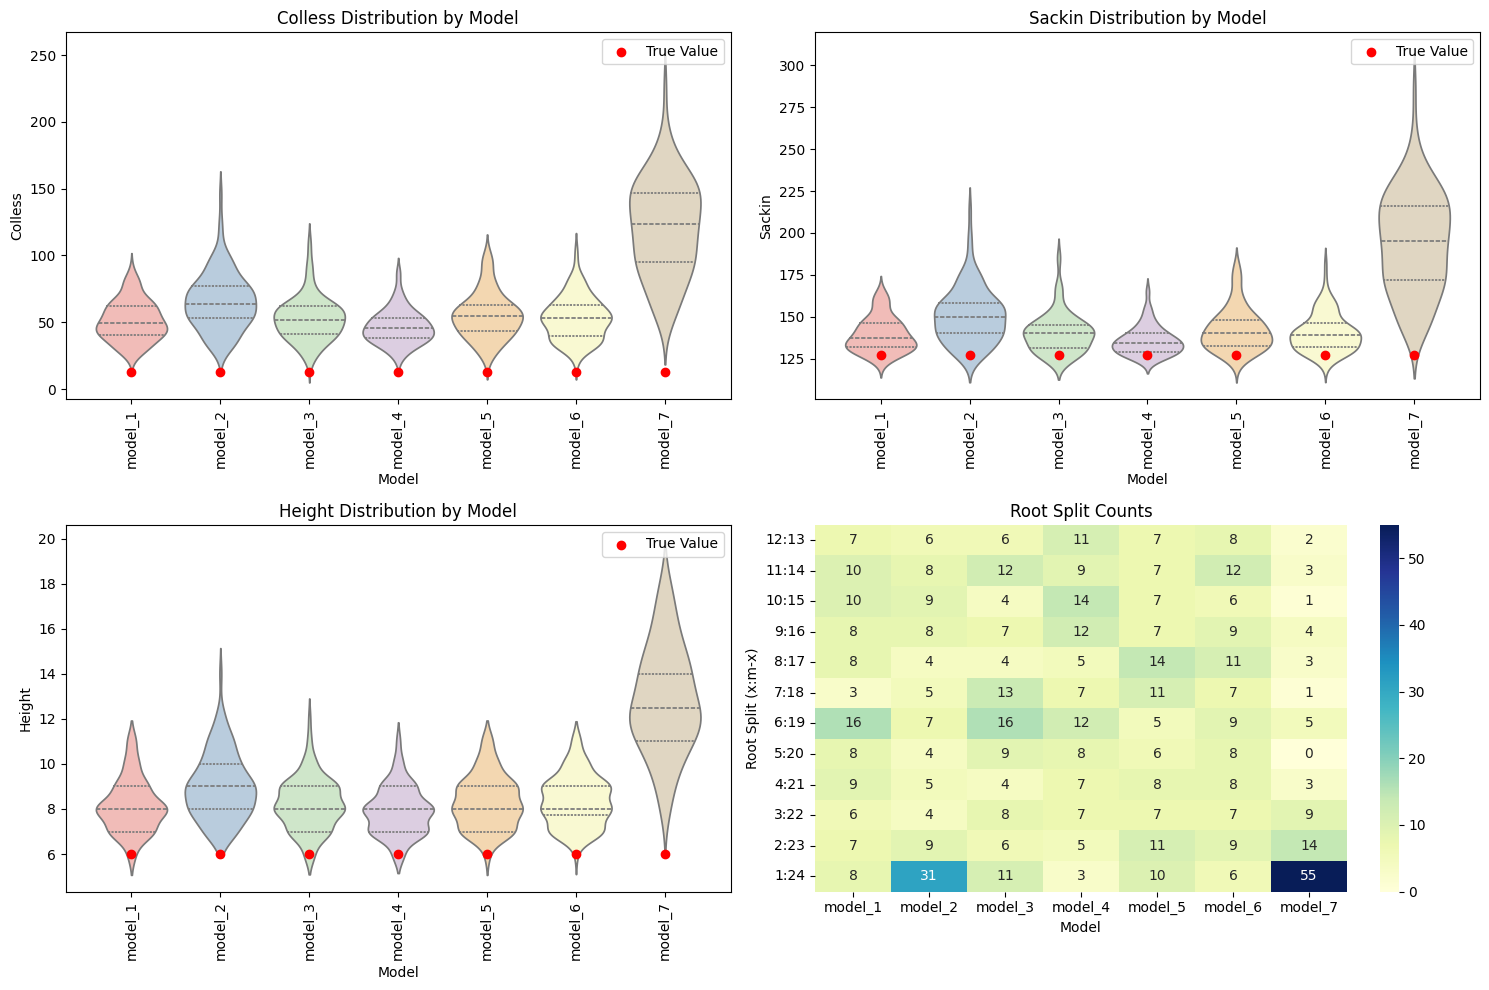 Colless Distribution by Model
True Value
250
200
150
100
50
0
Colless
model_1
model_2
model_3
model_4
model_5
model_6
model_7
Model
Sackin Distribution by Model
True Value
300
275
250
225
200
175
150
125
Sackin
model_1
model_2
model_3
model_4
model_5
model_6
model_7
Model
Height Distribution by Model
True Value
20
18
16
14
12
10
8
6
Height
model_1
model_2
model_3
model_4
model_5
model_6
model_7
Model
Root Split Counts
Root Split (x:m-x)
12:13 7 6 6 11 7 8 2
11:14 10 8 12 9 7 12 3
10:15 10 9 4 14 7 6 1
9:16 8 8 7 12 7 9 4
8:17 8 4 4 5 14 11 3
7:18 3 5 13 7 11 7 1
6:19 16 7 16 12 5 9 5
5:20 8 4 9 8 6 8 0
4:21 9 5 4 7 8 8 3
3:22 6 4 8 7 7 7 9
2:23 7 9 6 5 11 9 14
1:24 8 31 11 3 10 6 55
model_1 model_2 model_3 model_4 model_5 model_6 model_7
Model
50
40
30
20
10
0